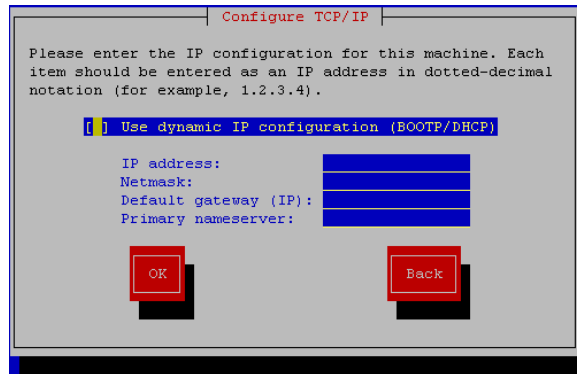 Configure TCP/IP
Please enter the IP configuration for this machine. Each
item should be entered as an IP address in dotted-decimal
notation (for example, 1.2.3.4).
[ ] Use dynamic IP configuration (BOOTP/DHCP)
IP address:
Netmask:
Default gateway (IP):
Primary nameserver:
OK Back